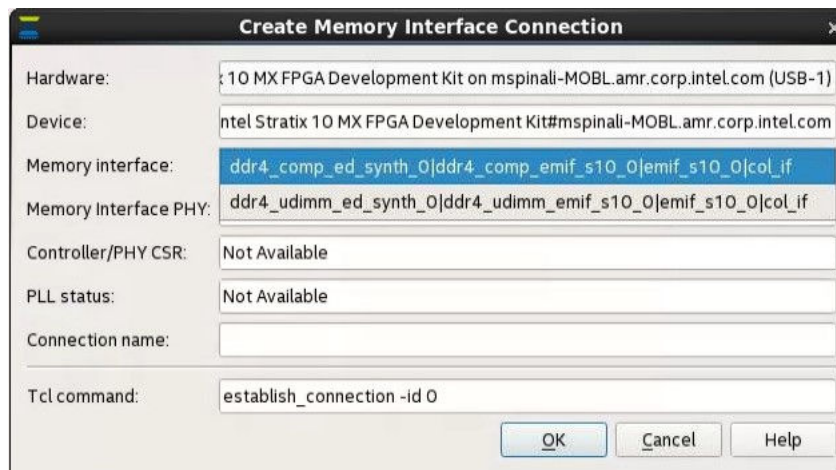 Create Memory Interface Connection
Hardware: : 10 MX FPGA Development Kit on mspinali-MOBL.amr.corp.intel.com (USB-1)
Device: ntel Stratix 10 MX FPGA Development Kit#mspinali-MOBL.amr.corp.intel.com
Memory interface: ddr4_comp_ed_synth_0|ddr4_comp_emif_s10_0|emif_s10_0|col_if
Memory Interface PHY: ddr4_udimm_ed_synth_0|ddr4_udimm_emif_s10_0|emif_s10_0|col_if
Controller/PHY CSR: Not Available
PLL status: Not Available
Connection name:
Tcl command: establish_connection -id 0
OK Cancel Help